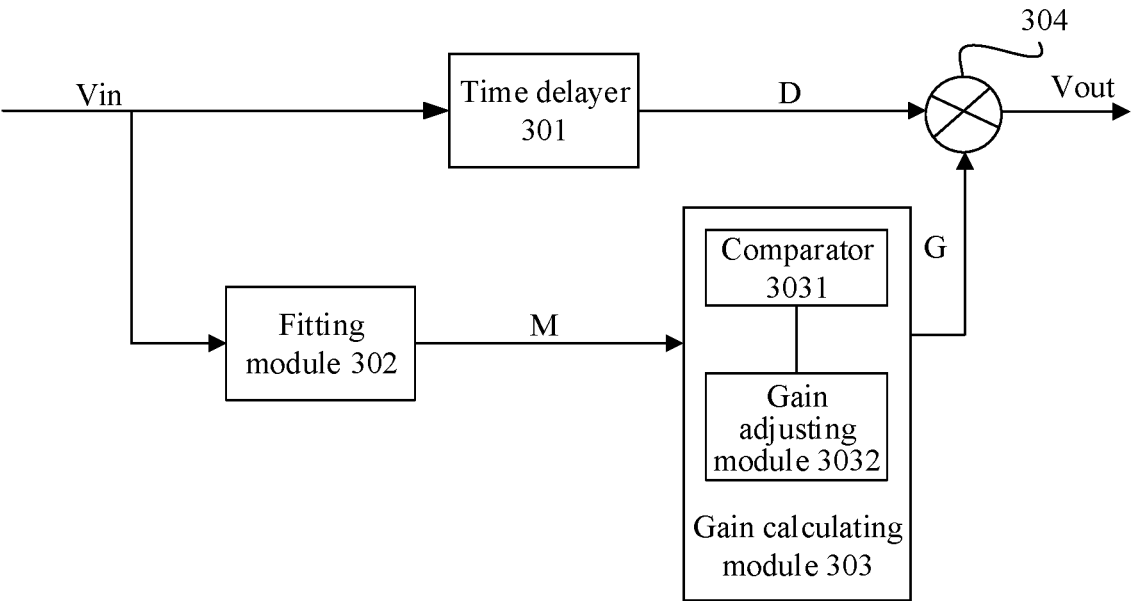 304
Vin
Time delayer
301
D
Vout
Comparator
3031
G
Fitting
module 302
M
Gain
adjusting
module 3032
Gain calculating
module 303